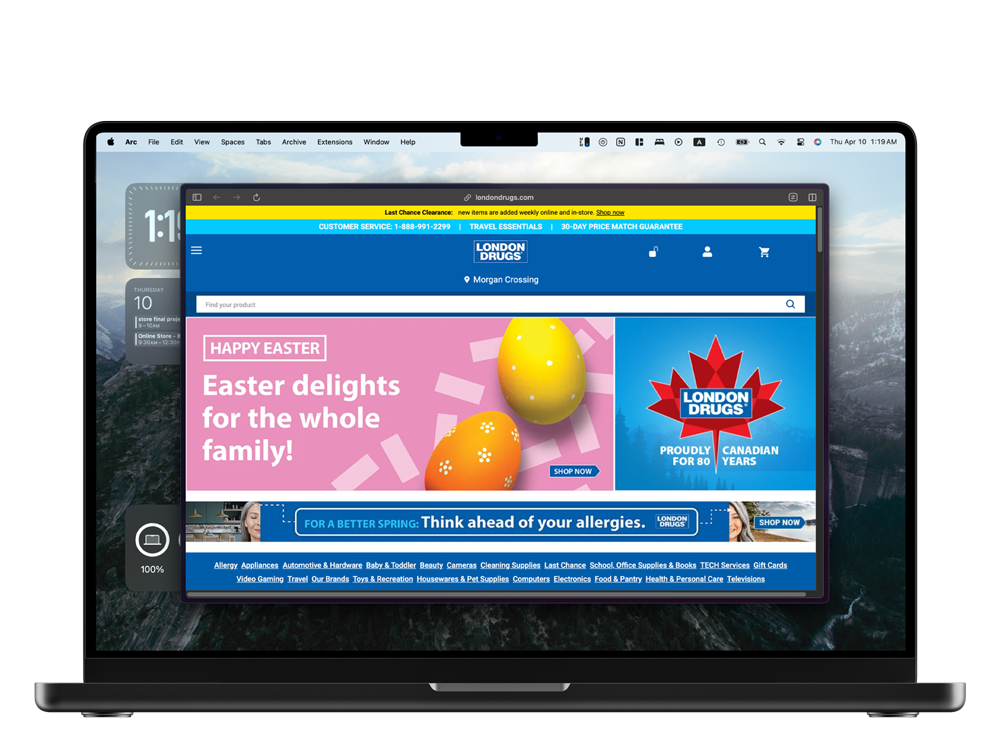 Arc File Edit View Spaces Tabs Archive Extensions Window Help
A
Thu Apr 10 1:19 AM
londondrugs.com
THURSDAY
10
store final proje
9–10AM
Online Store -
9:30AM–12:30
100%
Last Chance Clearance: new items are added weekly online and in-store. Shop now
CUSTOMER SERVICE: 1-888-991-2299 | TRAVEL ESSENTIALS | 30-DAY PRICE MATCH GUARANTEE
LONDON
DRUGS
Morgan Crossing
Find your product
HAPPY EASTER
Easter delights
for the whole
family!
SHOP NOW
LONDON
DRUGS
PROUDLY CANADIAN
FOR 80 YEARS
FOR A BETTER SPRING: Think ahead of your allergies.
LONDON
DRUGS
SHOP NOW
Allergy Appliances Automotive & Hardware Baby & Toddler Beauty Cameras Cleaning Supplies Last Chance School, Office Supplies & Books TECH Services Gift Cards
Video Gaming Travel Our Brands Toys & Recreation Housewares & Pet Supplies Computers Electronics Food & Pantry Health & Personal Care Televisions